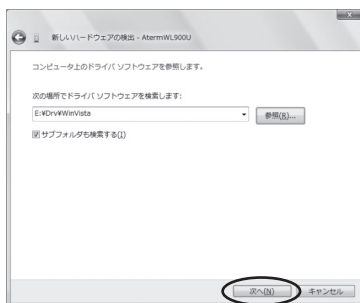 新しいハードウェアの検出 - AtermWL900U
コンピュータ上のドライバ ソフトウェアを参照します。
次の場所でドライバ ソフトウェアを検索します:
E:¥Drv¥WinVista
参照(R)...
サブフォルダも検索する(I)
次へ(N)
キャンセル